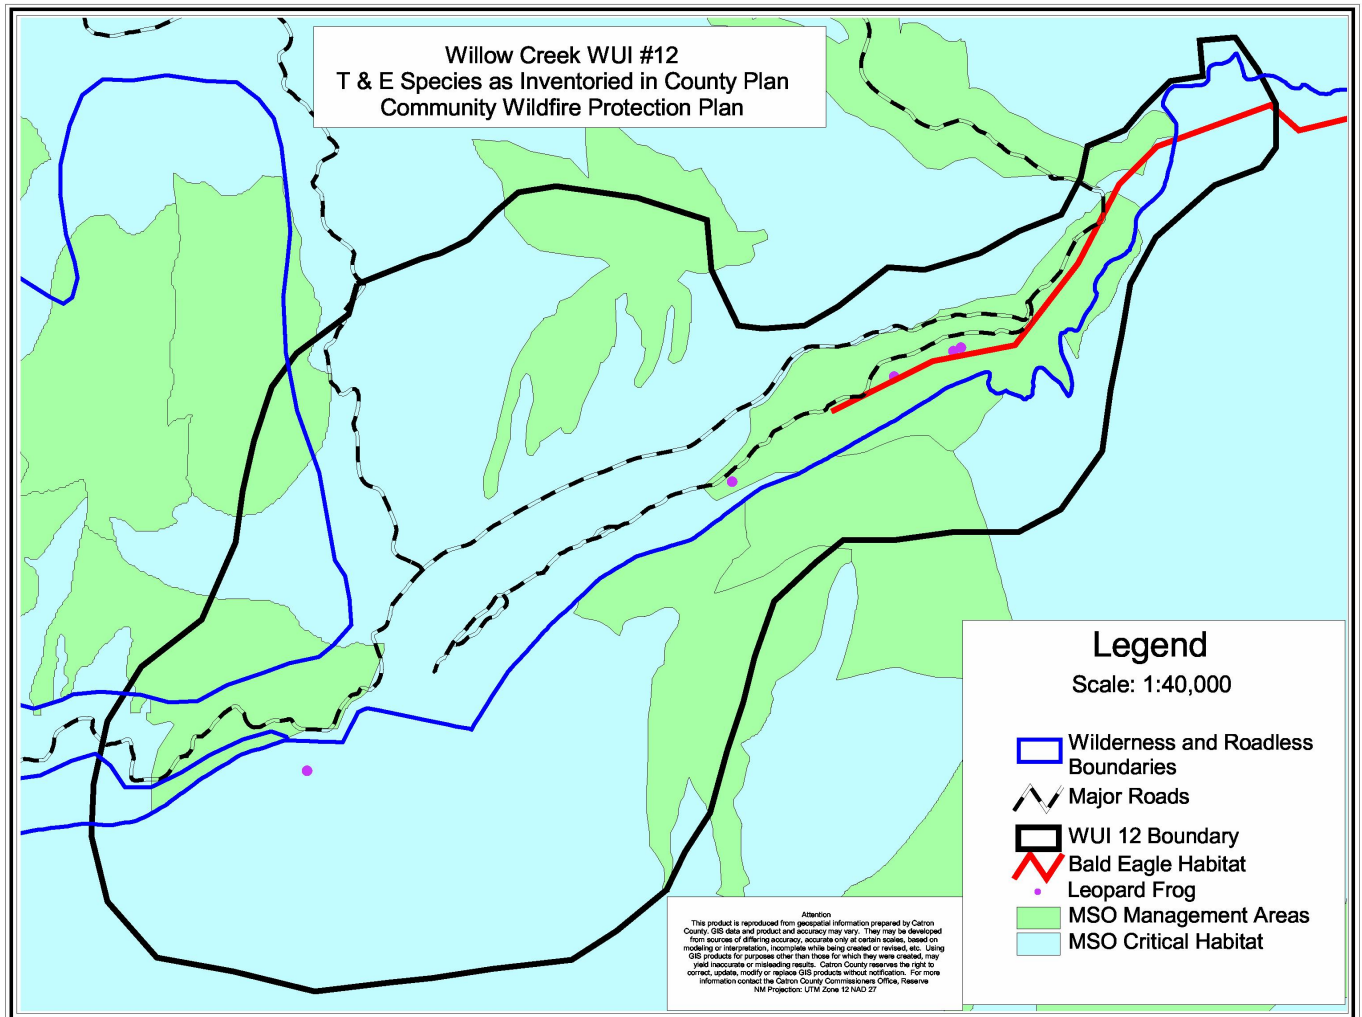 Willow Creek WUI #12
T & E Species as Inventoried in County Plan
Community Wildfire Protection Plan
Legend
Scale: 1:40,000
Wilderness and Roadless
Boundaries
Major Roads
WUI 12 Boundary
Bald Eagle Habitat
Leopard Frog
MSO Management Areas
MSO Critical Habitat
Attention
This product is reproduced from geospatial information prepared by Catron
County. GIS data and product and accuracy may vary. They may be developed
from sources of differing accuracy, accurate only at certain scales, based on
modeling or interpretation, incomplete while being created or revised, etc. Using
GIS products for purposes other than those for which they were created, may
yield inaccurate or misleading results. Catron County reserves the right to
correct, update, modify or replace GIS products without notification. For more
information contact the Catron County Commissioners Office, Reserve
NM Projection: UTM Zone 12 NAD 27